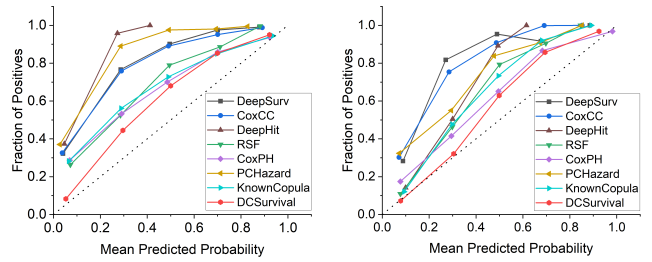 1.0
0.8
0.6
0.4
0.2
0.0
Fraction of Positives
DeepSurv
CoxCC
DeepHit
RSF
CoxPH
PCHazard
KnownCopula
DCSurvival
0.0 0.2 0.4 0.6 0.8 1.0
Mean Predicted Probability
1.0
0.8
0.6
0.4
0.2
0.0
Fraction of Positives
DeepSurv
CoxCC
DeepHit
RSF
CoxPH
PCHazard
KnownCopula
DCSurvival
0.0 0.2 0.4 0.6 0.8 1.0
Mean Predicted Probability